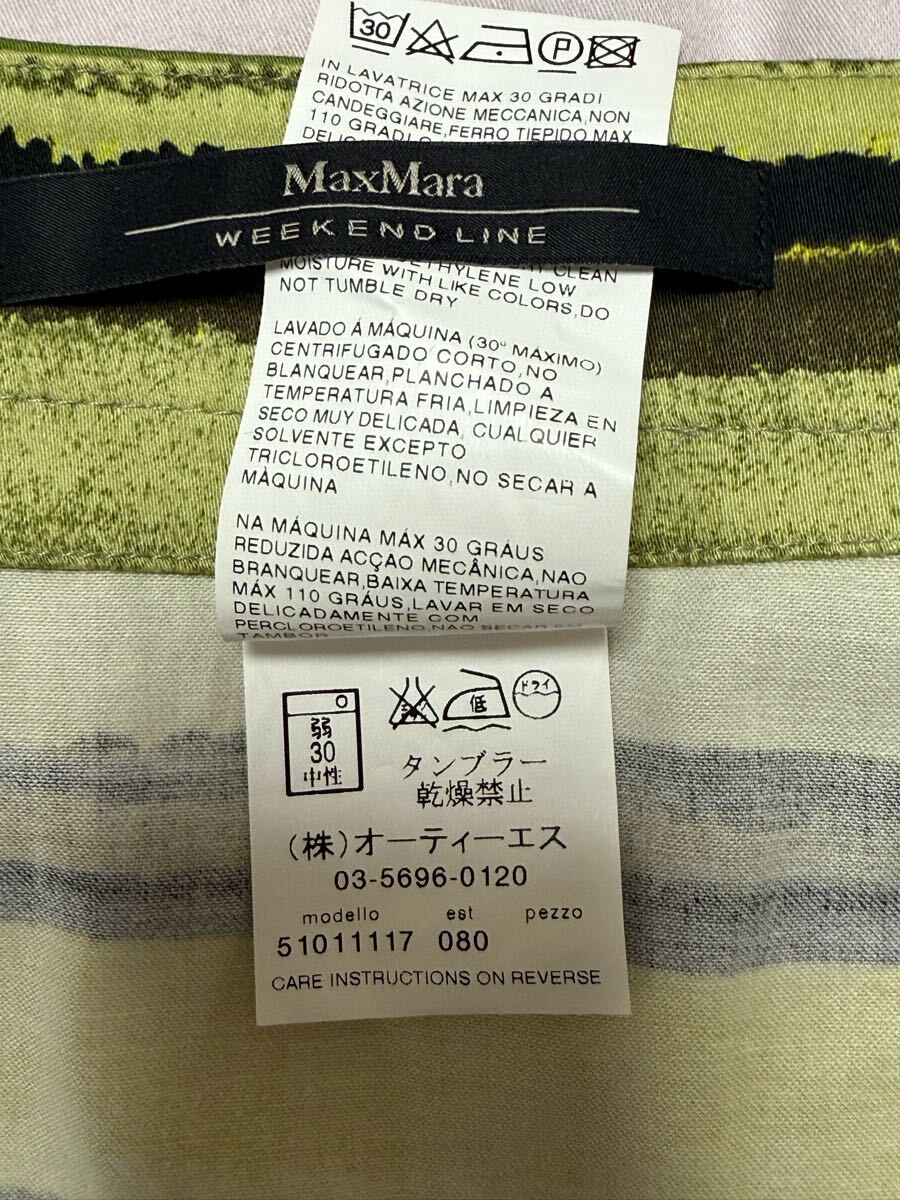 30
P
IN LAVATRICE MAX 30 GRADI
RIDOTTA AZIONE MECCANICA,NON
CANDEGGIARE,FERRO TIEPIDO MAX
110 GRADI
MaxMara
WEEKEND LINE
CLEAN
LOW
MOISTURE WITH LIKE COLORS,DO
NOT TUMBLE DRY
LAVADO Á MÁQUINA (30º MÁXIMO)
CENTRIFUGADO CORTO,NO
BLANQUEAR,PLANCHADO A
TEMPERATURA FRIA,LIMPIEZA EN
SECO MUY DELICADA, CUALQUIER
SOLVENTE EXCEPTO
TRICLOROETILENO,NO SECAR A
MÀQUINA
NA MÁQUINA MÁX 30 GRÁUS
REDUZIDA ACÇAO MECÂNICA,NAO
BRANQUEAR,BAIXA TEMPERATURA
MÁX 110 GRÁUS,LAVAR EM SECO
DELICADAMENTE COM
PERCLOROETILENO,NAO SECAR EM
TAMBOR
弱
30
中性
低
ドライ
タンブラー
乾燥禁止
(株)オーティーエス
03-5696-0120
modello est pezzo
51011117 080
CARE INSTRUCTIONS ON REVERSE